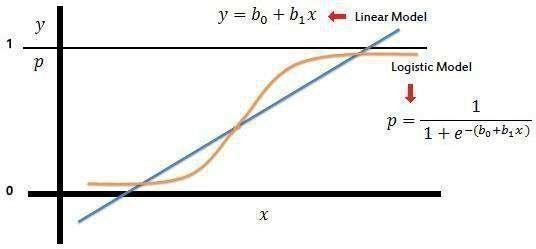 y
y = b₀ + b₁x
Linear Model
1
p
Logistic Model
p = 1 / (1 + e^−(b₀+b₁x))
0
x